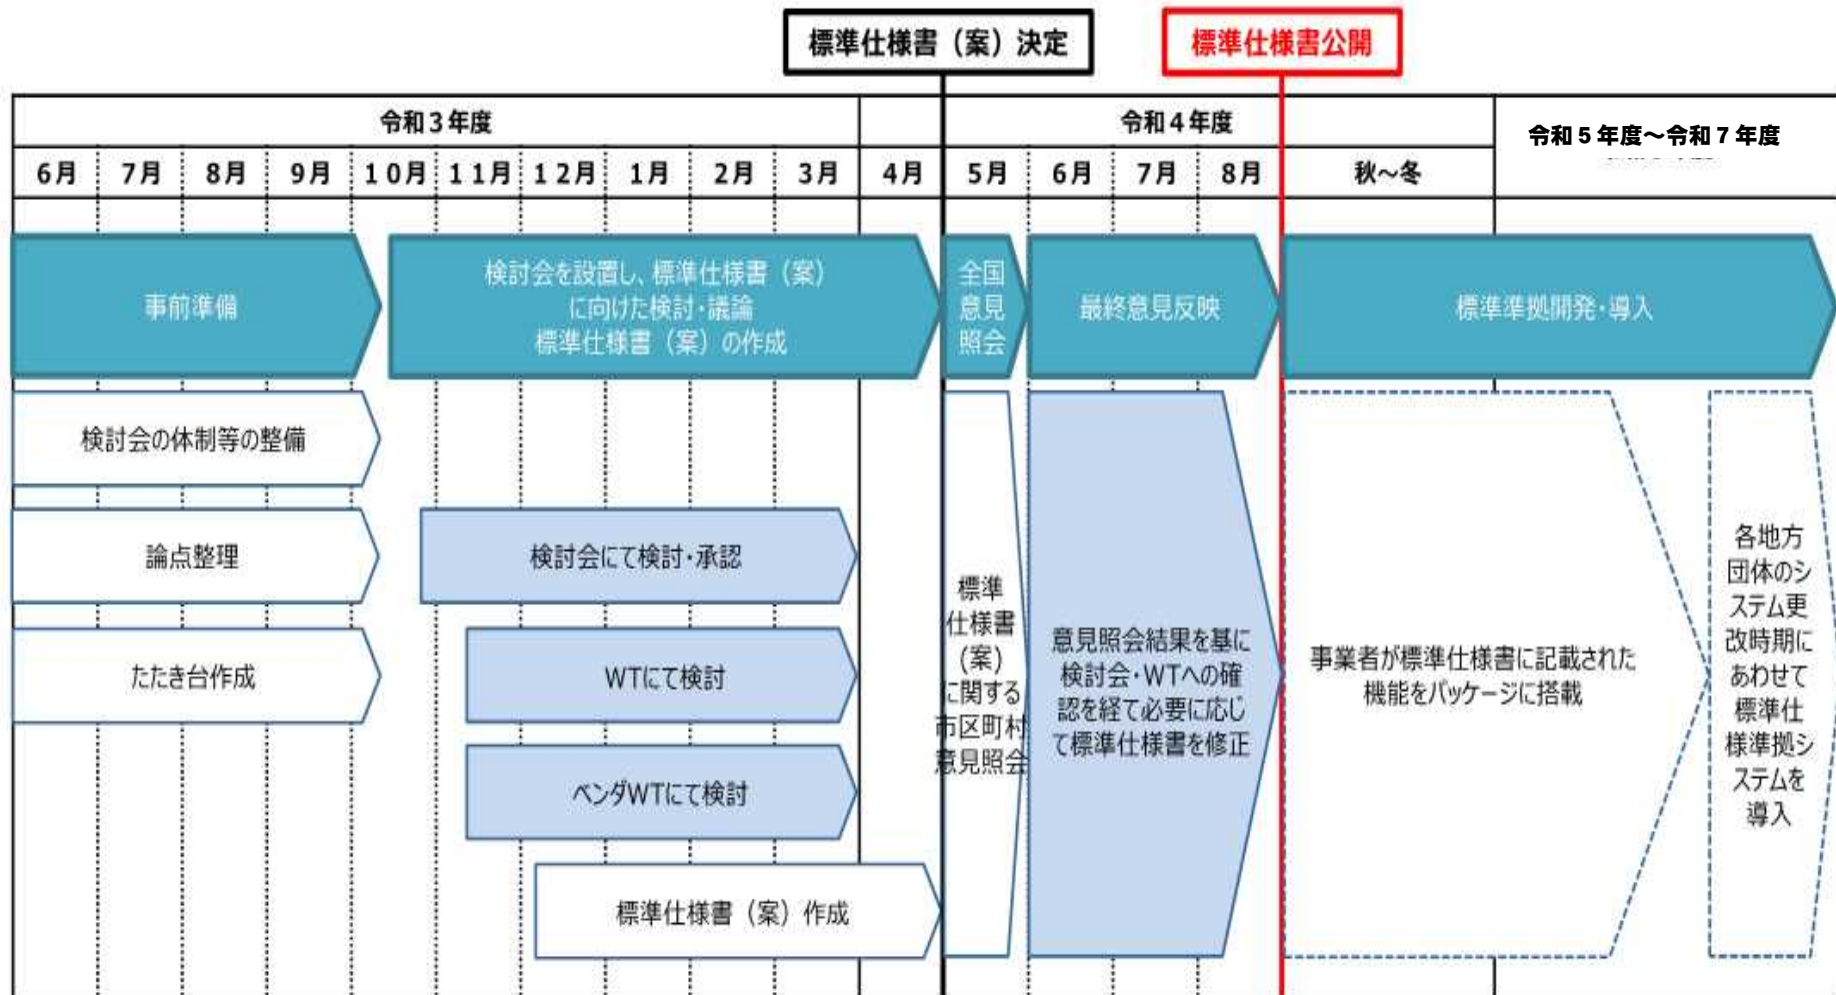 標準仕様書（案）決定
標準仕様書公開
令和３年度
令和４年度
令和５年度～令和７年度
６月
７月
８月
９月
１０月
１１月
１２月
１月
２月
３月
４月
５月
６月
７月
８月
秋～冬
事前準備
検討会を設置し、標準仕様書（案）
に向けた検討・議論
標準仕様書（案）の作成
全国
意見
照会
最終意見反映
標準準拠開発・導入
検討会の体制等の整備
論点整理
たたき台作成
検討会にて検討・承認
WTにて検討
ベンダWTにて検討
標準仕様書（案）作成
標準
仕様書
（案）
に関する
市区町村
意見照会
意見照会結果を基に
検討会・WTへの確
認を経て必要に応じ
て標準仕様書を修正
事業者が標準仕様書に記載された
機能をパッケージに搭載
各地方
団体のシ
ステム更
改時期に
あわせて
標準仕
様準拠シ
ステムを
導入